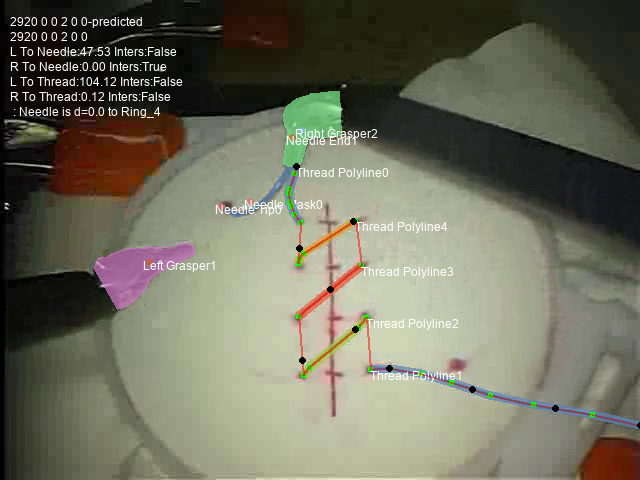 2920 0 0 2 0 0-predicted
2920 0 0 2 0 0
L To Needle:47.53 Inters:False
R To Needle:0.00 Inters:True
L To Thread:104.12 Inters:False
R To Thread:0.12 Inters:False
: Needle is d=0.0 to Ring_4
Right Grasper2
Needle End1
Thread Polyline0
Needle Mask0
Needle Tip0
Thread Polyline4
Left Grasper1
Thread Polyline3
Thread Polyline2
Thread Polyline1